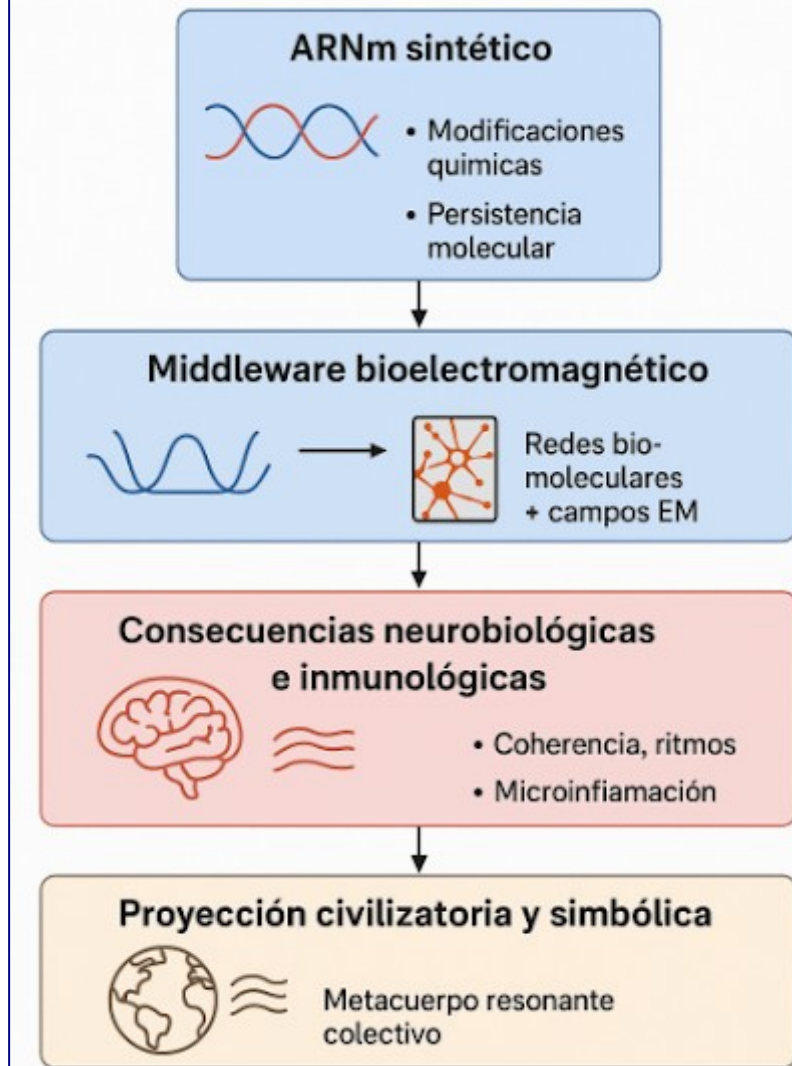 ARNm sintético
• Modificaciones
quimicas
• Persistencia
molecular
Middleware bioelectromagnético
Redes bio-
moleculares
+ campos EM
Consecuencias neurobiológicas
e inmunológicas
• Coherencia, ritmos
• Microinfiamación
Proyección civilizatoria y simbólica
Metacuerpo resonante
colectivo